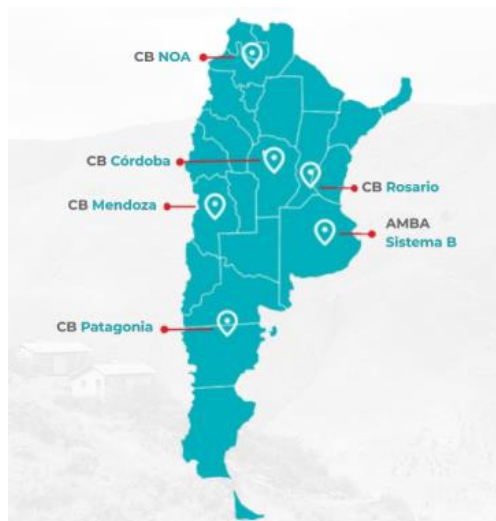 CB NOA
CB Córdoba
CB Rosario
CB Mendoza
AMBA
Sistema B
CB Patagonia